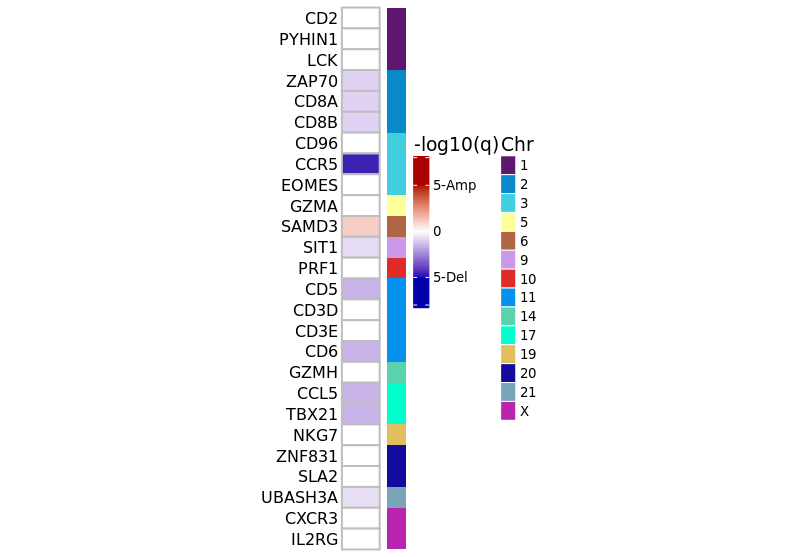 CD2
PYHIN1
LCK
ZAP70
CD8A
CD8B
CD96
CCR5
EOMES
GZMA
SAMD3
SIT1
PRF1
CD5
CD3D
CD3E
CD6
GZMH
CCL5
TBX21
NKG7
ZNF831
SLA2
UBASH3A
CXCR3
IL2RG
-log10(q)
5-Amp
0
5-Del
Chr
1
2
3
5
6
9
10
11
14
17
19
20
21
X